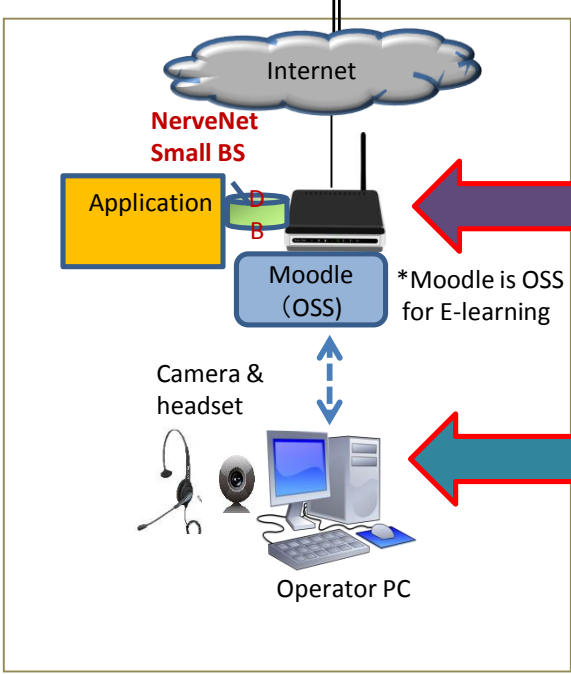 Internet
NerveNet
Small BS
Application
D
B
Moodle
（OSS)
*Moodle is OSS
for E-learning
Camera &
headset
Operator PC